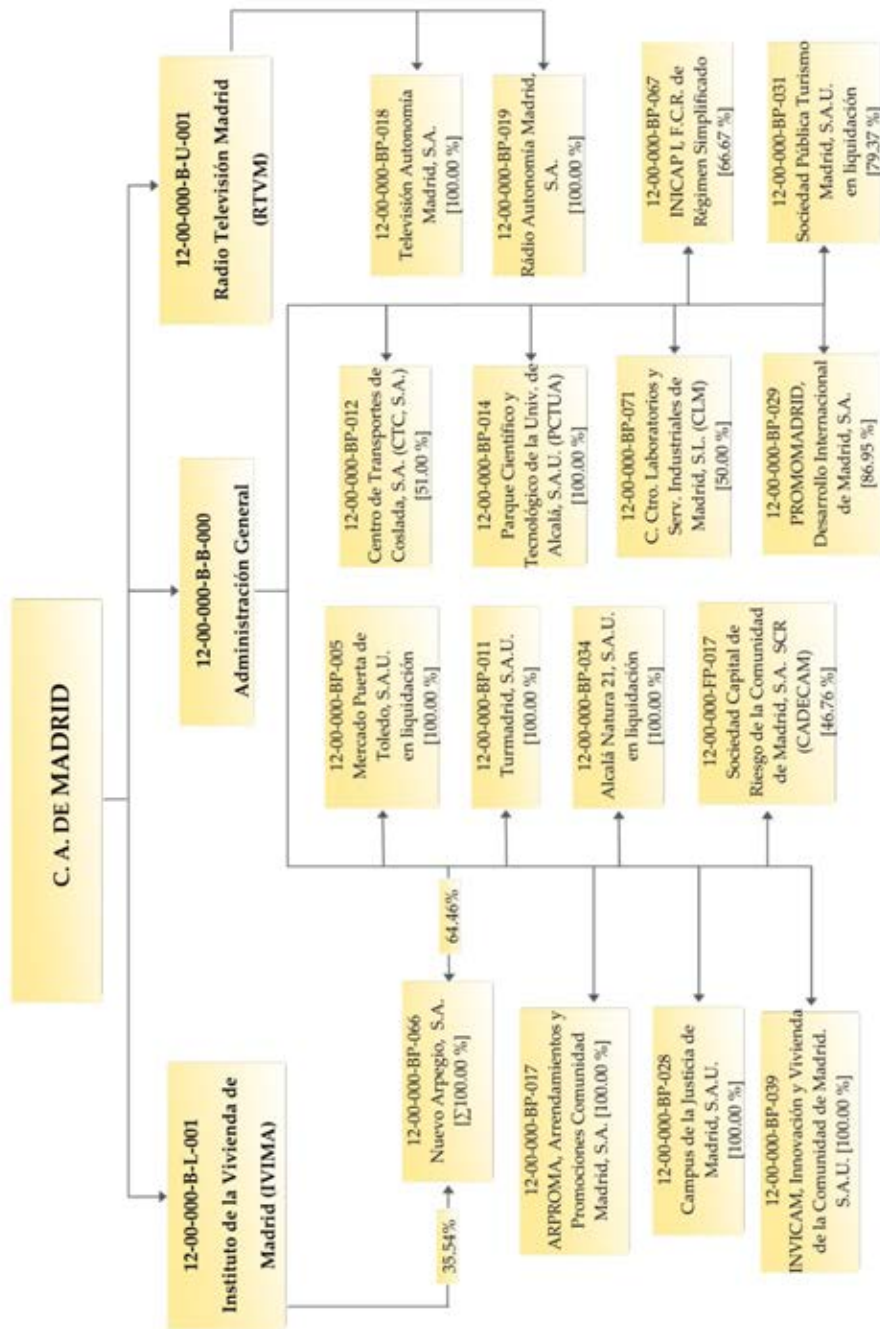 C. A. DE MADRID
12-00-000-B-L-001
Instituto de la Vivienda de
Madrid (IVIMA)
12-00-000-B-B-000
Administración General
12-00-000-B-U-001
Radio Televisión Madrid
(RTVM)
35.54%
12-00-000-BP-066
Nuevo Arpegio, S.A.
[∑100.00 %]
64.46%
12-00-000-BP-017
ARPROMA, Arrendamientos y
Promociones Comunidad
Madrid, S.A. [100.00 %]
12-00-000-BP-028
Campus de la Justicia de
Madrid, S.A.U.
[100.00 %]
12-00-000-BP-039
INVICAM, Innovación y Vivienda
de la Comunidad de Madrid.
S.A.U. [100.00 %]
12-00-000-BP-005
Mercado Puerta de
Toledo, S.A.U.
en liquidación
[100.00 %]
12-00-000-BP-011
Turmadrid, S.A.U.
[100.00 %]
12-00-000-BP-034
Alcalá Natura 21, S.A.U.
en liquidación
[100.00 %]
12-00-000-FP-017
Sociedad Capital de
Riesgo de la Comunidad
de Madrid, S.A. SCR
(CADECAM)
[46.76 %]
12-00-000-BP-012
Centro de Transportes de
Coslada, S.A. (CTC, S.A.)
[51.00 %]
12-00-000-BP-014
Parque Científico y
Tecnológico de la Univ. de
Alcalá, S.A.U. (PCTUA)
[100.00 %]
12-00-000-BP-071
C. Ctro. Laboratorios y
Serv. Industriales de
Madrid, S.L. (CLM)
[50.00 %]
12-00-000-BP-029
PROMOMADRID,
Desarrollo Internacional
de Madrid, S.A.
[86.95 %]
12-00-000-BP-018
Televisión Autonomía
Madrid, S.A.
[100.00 %]
12-00-000-BP-019
Rádio Autonomía Madrid,
S.A.
[100.00 %]
12-00-000-BP-067
INICAP I, F.C.R. de
Régimen Simplificado
[66.67 %]
12-00-000-BP-031
Sociedad Pública Turismo
Madrid, S.A.U.
en liquidación
[79.37 %]